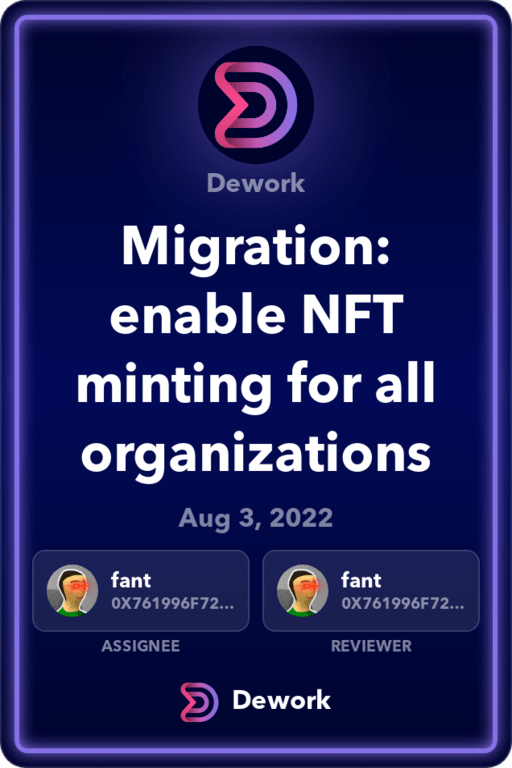 Dework
Migration:
enable NFT
minting for all
organizations
Aug 3, 2022
fant
0X761996F72...
ASSIGNEE
fant
0X761996F72...
REVIEWER
Dework